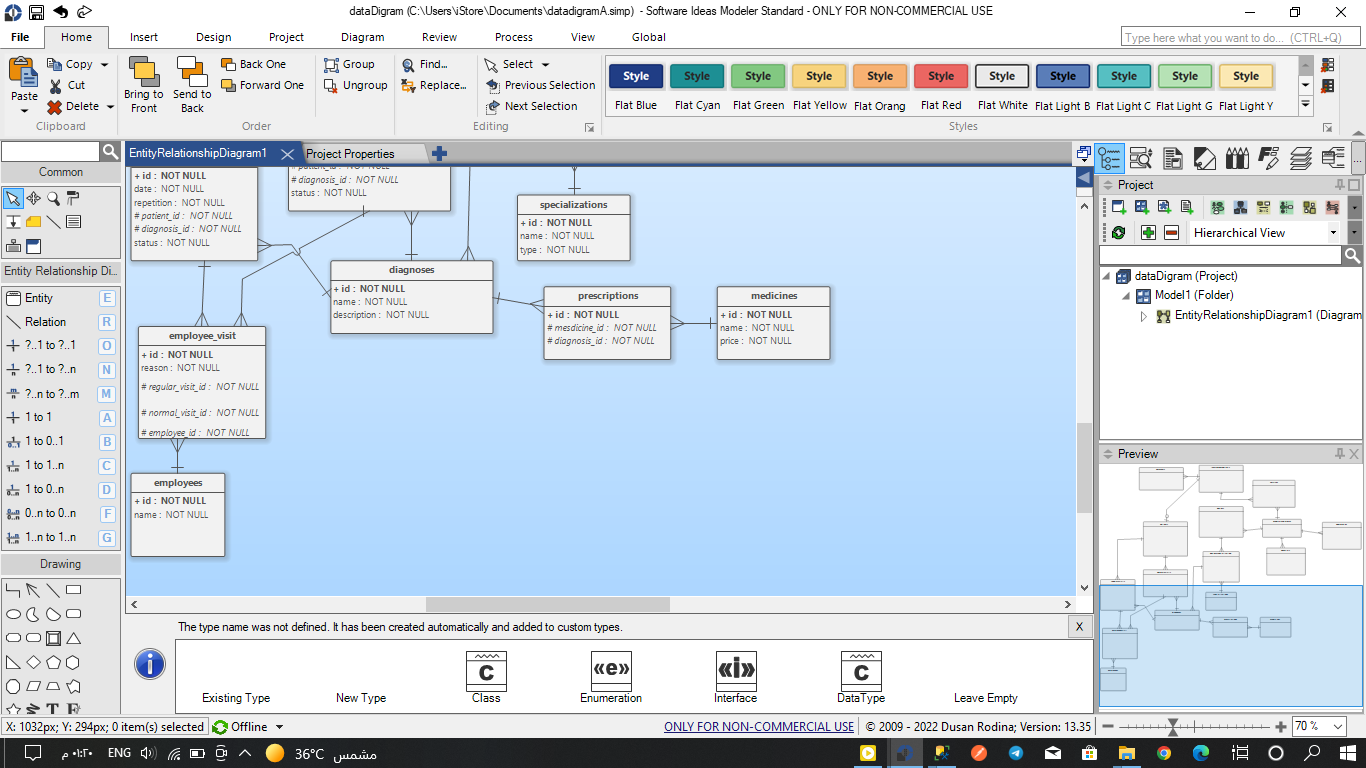 dataDigram (C:\Users\iStore\Documents\datadigramA.simp)  - Software Ideas Modeler Standard - ONLY FOR NON-COMMERCIAL USE
File Home Insert Design Project Diagram Review Process View Global
Type here what you want to do...  (CTRL+Q)
Paste
Copy
Cut
Delete
Clipboard
Bring to Front
Send to Back
Back One
Forward One
Order
Group
Ungroup
Find...
Replace...
Select
Previous Selection
Next Selection
Editing
Style Style Style Style Style Style Style Style Style Style Style
Flat Blue Flat Cyan Flat Green Flat Yellow Flat Orang Flat Red Flat White Flat Light B Flat Light C Flat Light G Flat Light Y
Styles
Common
Entity Relationship Di...
Entity E
Relation R
?..1 to ?..1 O
?..1 to ?..n N
?..n to ?..m M
1 to 1 A
1 to 0..1 B
1 to 1..n C
1 to 0..n D
0..n to 0..n F
1..n to 1..n G
Drawing
EntityRelationshipDiagram1
Project Properties
+ id : NOT NULL
date : NOT NULL
repetition : NOT NULL
# patient_id : NOT NULL
# diagnosis_id : NOT NULL
status : NOT NULL
# patient_id : NOT NULL
# diagnosis_id : NOT NULL
status : NOT NULL
specializations
+ id : NOT NULL
name : NOT NULL
type : NOT NULL
diagnoses
+ id : NOT NULL
name : NOT NULL
description : NOT NULL
prescriptions
+ id : NOT NULL
# mesdicine_id : NOT NULL
# diagnosis_id : NOT NULL
medicines
+ id : NOT NULL
name : NOT NULL
price : NOT NULL
employee_visit
+ id : NOT NULL
reason : NOT NULL
# regular_visit_id : NOT NULL
# normal_visit_id : NOT NULL
# employee_id : NOT NULL
employees
+ id : NOT NULL
name : NOT NULL
Project
Hierarchical View
dataDigram (Project)
Model1 (Folder)
EntityRelationshipDiagram1 (Diagram
Preview
The type name was not defined. It has been created automatically and added to custom types.
X
C «e» «i» C
Existing Type New Type Class Enumeration Interface DataType Leave Empty
X: 1032px; Y: 294px; 0 item(s) selected
Offline
ONLY FOR NON-COMMERCIAL USE
© 2009 - 2022 Dusan Rodina; Version: 13.35
70 %
٠١:٢٠ م
ENG
36°C مشمس